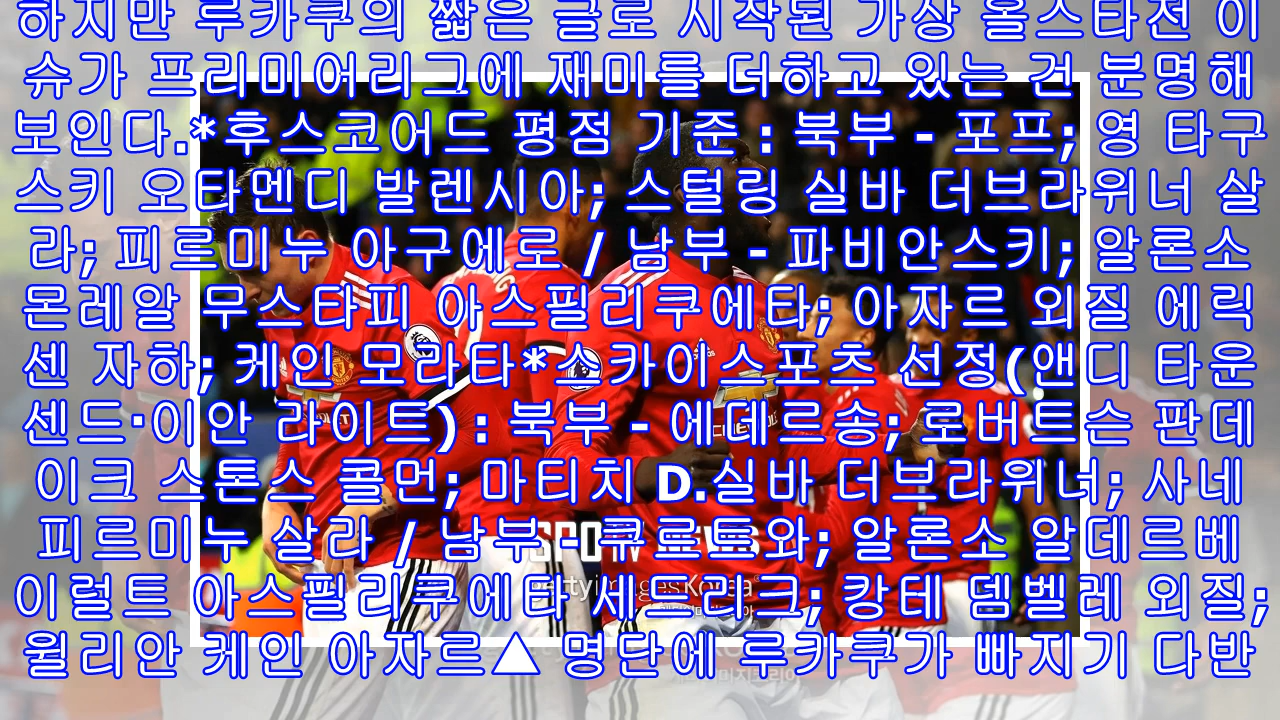 하지만 루카쿠의 짧은 글로 시작된 가상 올스타전 이
슈가 프리미어리그에 재미를 더하고 있는 건 분명해
보인다.*후스코어드 평점 기준 : 북부 - 포프; 영 타구
스키 오타멘디 발렌시아; 스털링 실바 더브라위너 살
라; 피르미누 아구에로 / 남부 - 파비안스키; 알론소
몬레알 무스타피 아스필리쿠에타; 아자르 외질 에릭
센 자하; 케인 모라타*스카이스포츠 선정(앤디 타운
센드·이안 라이트) : 북부 - 에데르송; 로버트슨 판데
이크 스톤스 콜먼; 마티치 D.실바 더브라위너; 사네
피르미누 살라 / 남부 - 쿠르트와; 알론소 알데르베
이럴트 아스필리쿠에타 세드리크; 캉테 뎀벨레 외질;
윌리안 케인 아자르▲ 명단에 루카쿠가 빠지기 다반
SPORT NEWS
gettyimages Korea